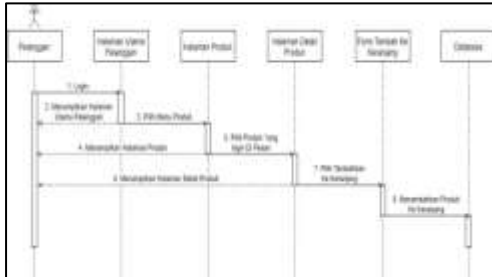 Pelanggan
Halaman Utama
Pelanggan
Halaman Produk
Halaman Detail
Produk
Form Tambah Ke
Keranjang
Database
1. Login
2. Menampilkan Halaman
Utama Pelanggan
3. Pilih Menu Produk
4. Menampilkan Halaman Produk
5. Pilih Produk Yang
Ingin Di Pesan
6. Menampilkan Halaman Detail Produk
7. Pilih Tambahkan
Ke Keranjang
8. Menambahkan Produk
Ke Keranjang